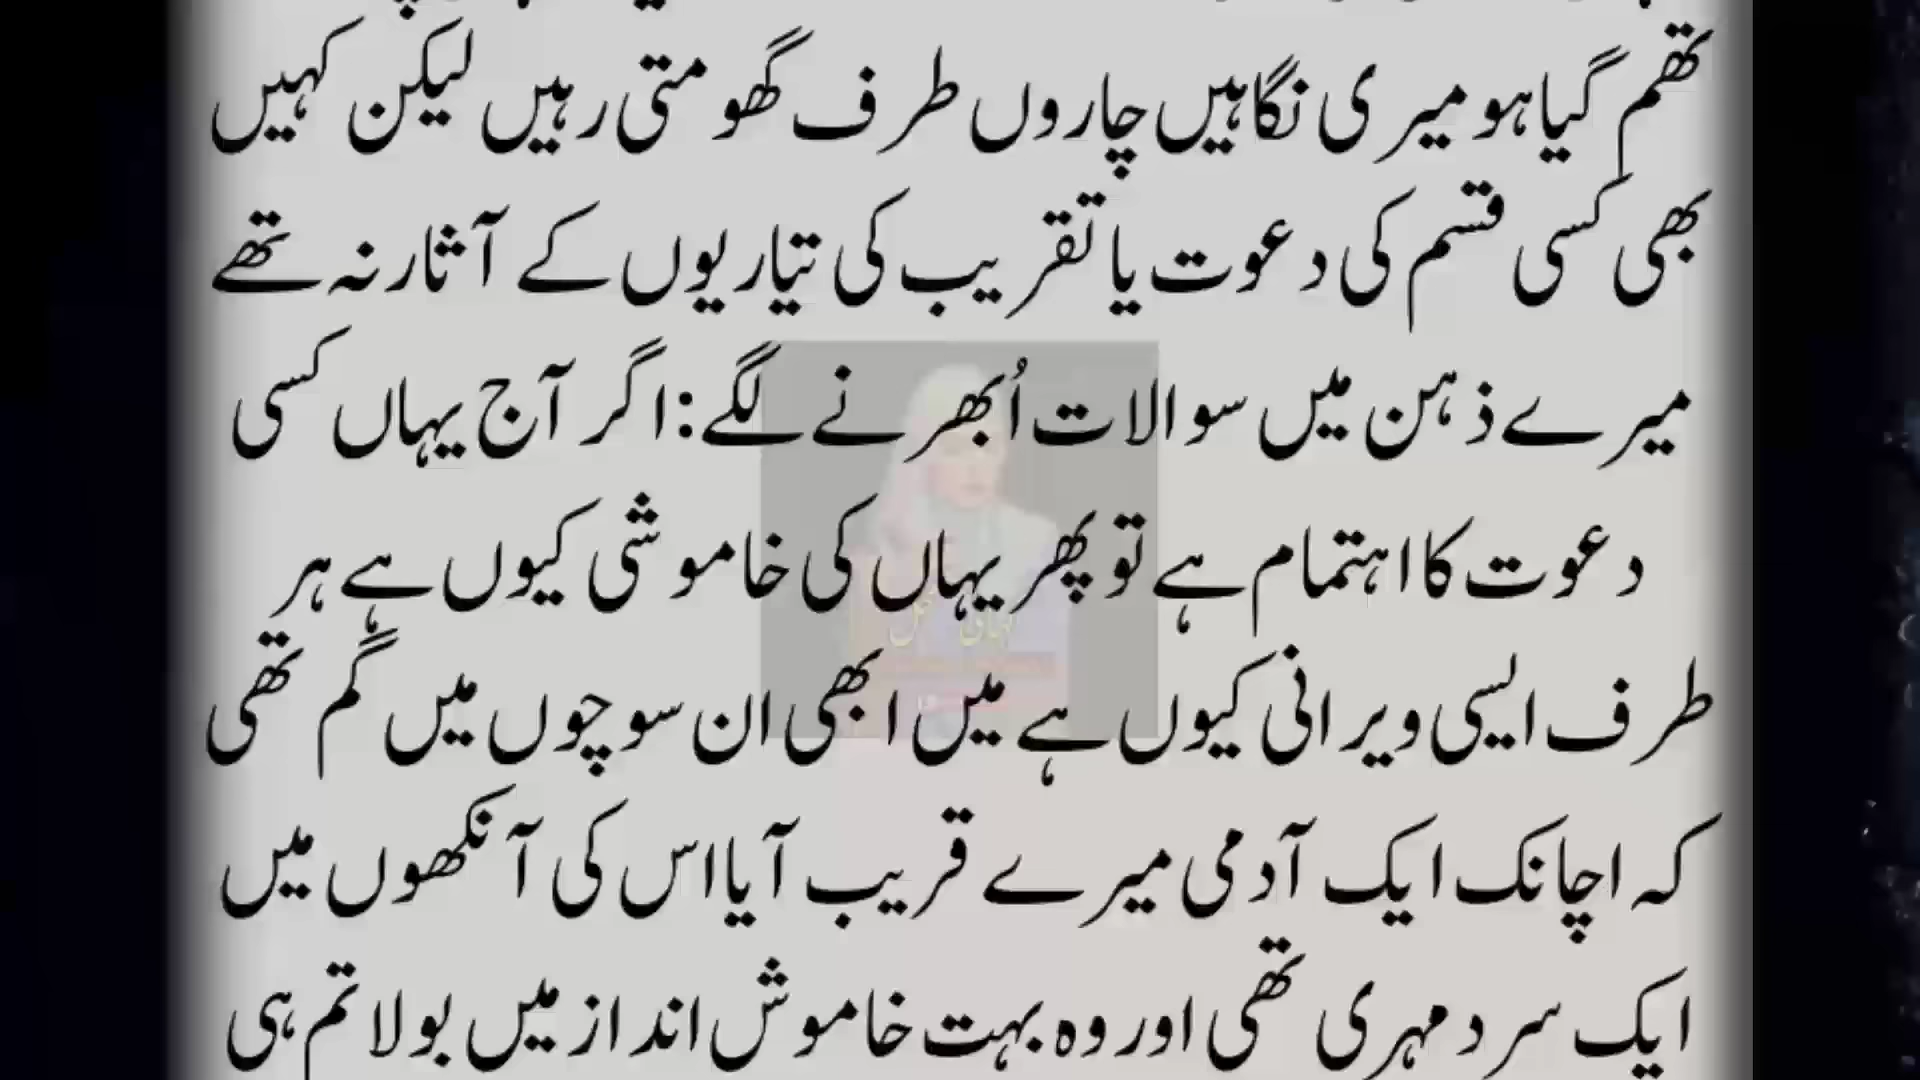 تھم گیا ہو میری نگاہیں چاروں طرف گھومتی رہیں لیکن کہیں
بھی کسی قسم کی دعوت یا تقریب کی تیاریوں کے آثار نہ تھے
میرے ذہن میں سوالات اُبھرنے لگے: اگر آج یہاں کسی
دعوت کا اہتمام ہے تو پھر یہاں کی خاموشی کیوں ہے ہر
طرف ایسی ویرانی کیوں ہے میں ابھی ان سوچوں میں گم تھی
کہ اچانک ایک آدمی میرے قریب آیا اس کی آنکھوں میں
ایک سرد مہری تھی اور وہ بہت خاموش انداز میں بولا تم ہی